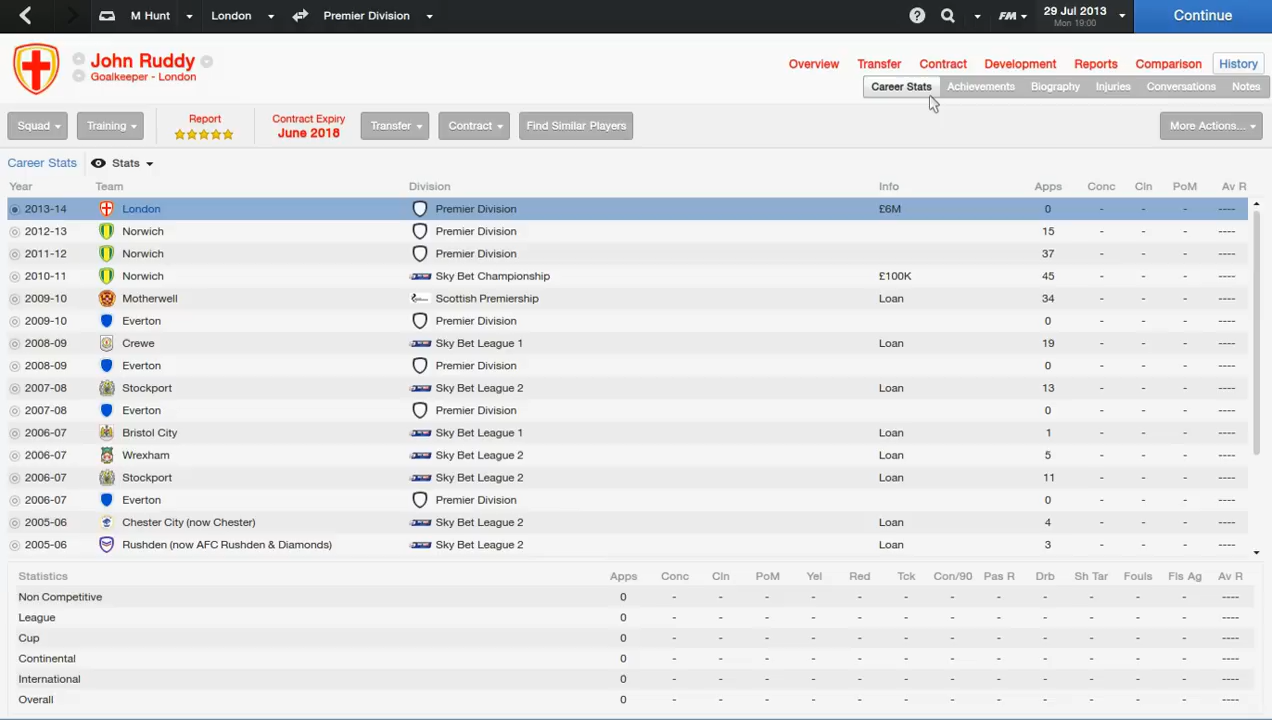 M Hunt London Premier Division FM 29 Jul 2013 Continue
Mon 19:00
John Ruddy
Goalkeeper - London
Overview Transfer Contract Development Reports Comparison History
Career Stats Achievements Biography Injuries Conversations Notes
Squad Training Report Contract Expiry June 2018 Transfer Contract Find Similar Players More Actions...
Career Stats Stats
Year Team Division Info Apps Conc Cln PoM Av R
2013-14 London Premier Division £6M 0 - - - ----
2012-13 Norwich Premier Division 15 - - - ----
2011-12 Norwich Premier Division 37 - - - ----
2010-11 Norwich Sky Bet Championship £100K 45 - - - ----
2009-10 Motherwell Scottish Premiership Loan 34 - - - ----
2009-10 Everton Premier Division 0 - - - ----
2008-09 Crewe Sky Bet League 1 Loan 19 - - - ----
2008-09 Everton Premier Division 0 - - - ----
2007-08 Stockport Sky Bet League 2 Loan 13 - - - ----
2007-08 Everton Premier Division 0 - - - ----
2006-07 Bristol City Sky Bet League 1 Loan 1 - - - ----
2006-07 Wrexham Sky Bet League 2 Loan 5 - - - ----
2006-07 Stockport Sky Bet League 2 Loan 11 - - - ----
2006-07 Everton Premier Division 0 - - - ----
2005-06 Chester City (now Chester) Sky Bet League 2 Loan 4 - - - ----
2005-06 Rushden (now AFC Rushden & Diamonds) Sky Bet League 2 Loan 3 - - - ----
Statistics Apps Conc Cln PoM Yel Red Tck Con/90 Pas R Drb Sh Tar Fouls Fls Ag Av R
Non Competitive 0 - - - - - - - - - - - - ----
League 0 - - - - - - - - - - - - ----
Cup 0 - - - - - - - - - - - - ----
Continental 0 - - - - - - - - - - - - ----
International 0 - - - - - - - - - - - - ----
Overall 0 - - - - - - - - - - - - ----